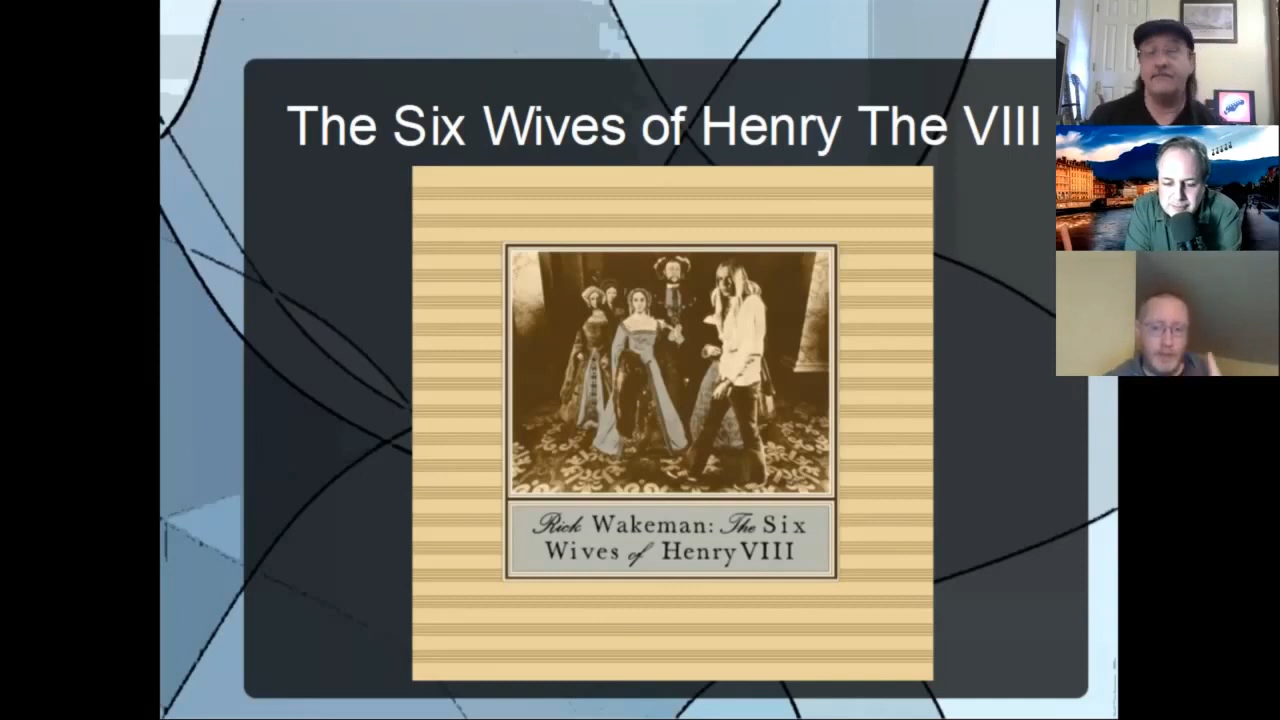 The Six Wives of Henry The VIII
Rick Wakeman: The Six
Wives of Henry VIII